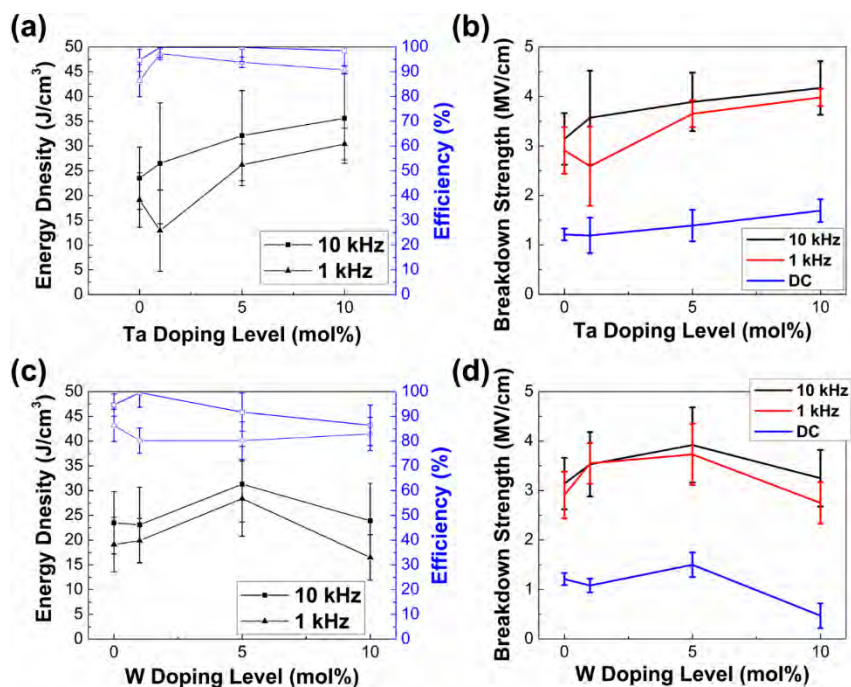 (a)
Energy Dnesity (J/cm³)
50
45
40
35
30
25
20
15
10
5
0
100
90
80
70
60
50
40
30
20
10
0
Efficiency (%)
10 kHz
1 kHz
0
5
10
Ta Doping Level (mol%)
(b)
Breakdown Strength (MV/cm)
5
4
3
2
1
0
10 kHz
1 kHz
DC
0
5
10
Ta Doping Level (mol%)
(c)
Energy Dnesity (J/cm³)
50
45
40
35
30
25
20
15
10
5
0
100
90
80
70
60
50
40
30
20
10
0
Efficiency (%)
10 kHz
1 kHz
0
5
10
W Doping Level (mol%)
(d)
Breakdown Strength (MV/cm)
5
4
3
2
1
0
10 kHz
1 kHz
DC
0
5
10
W Doping Level (mol%)